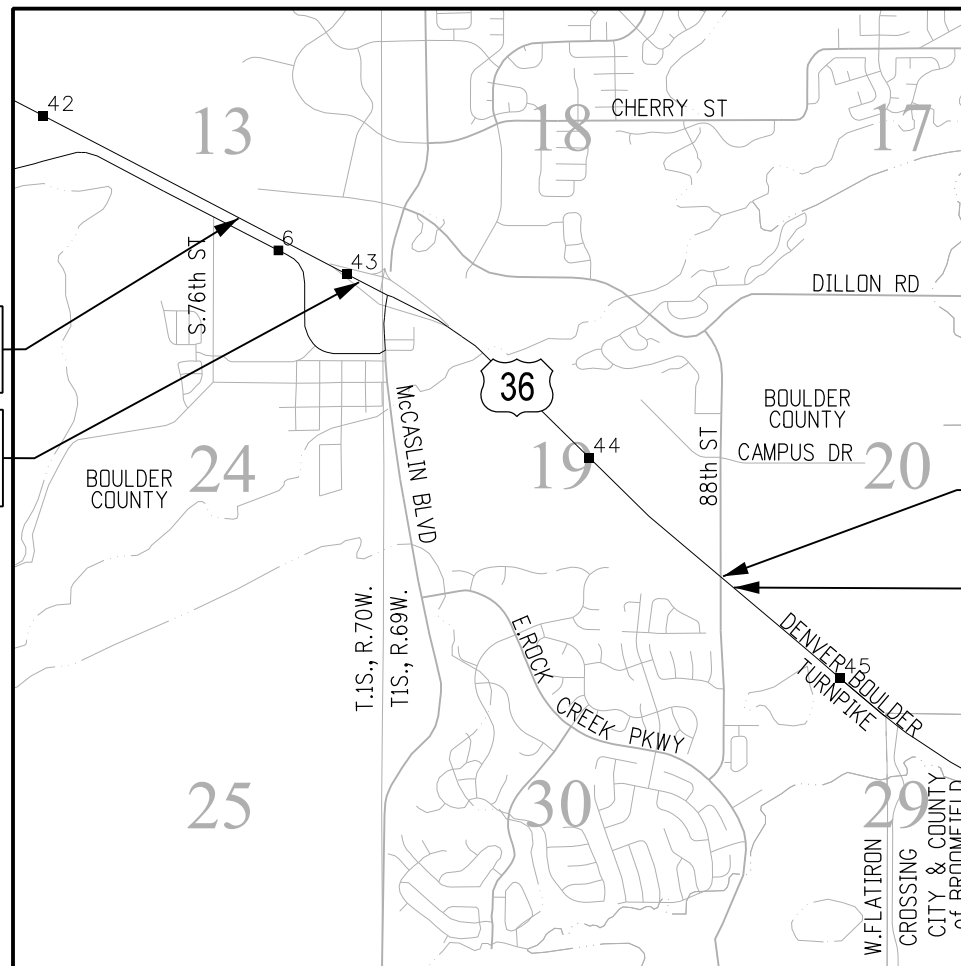 42
13
18
17
CHERRY ST
6
43
S.76th ST
DILLON RD
36
BOULDER
COUNTY
McCASLIN BLVD
44
CAMPUS DR
88th ST
24
19
20
BOULDER
COUNTY
T.1S., R.70W.
T1S., R.69W.
E.ROCK
CREEK PKWY
DENVER BOULDER
TURNPIKE
45
25
30
29
W.FLATIRON
CROSSING
CITY & COUNTY
of BROOMFIELD